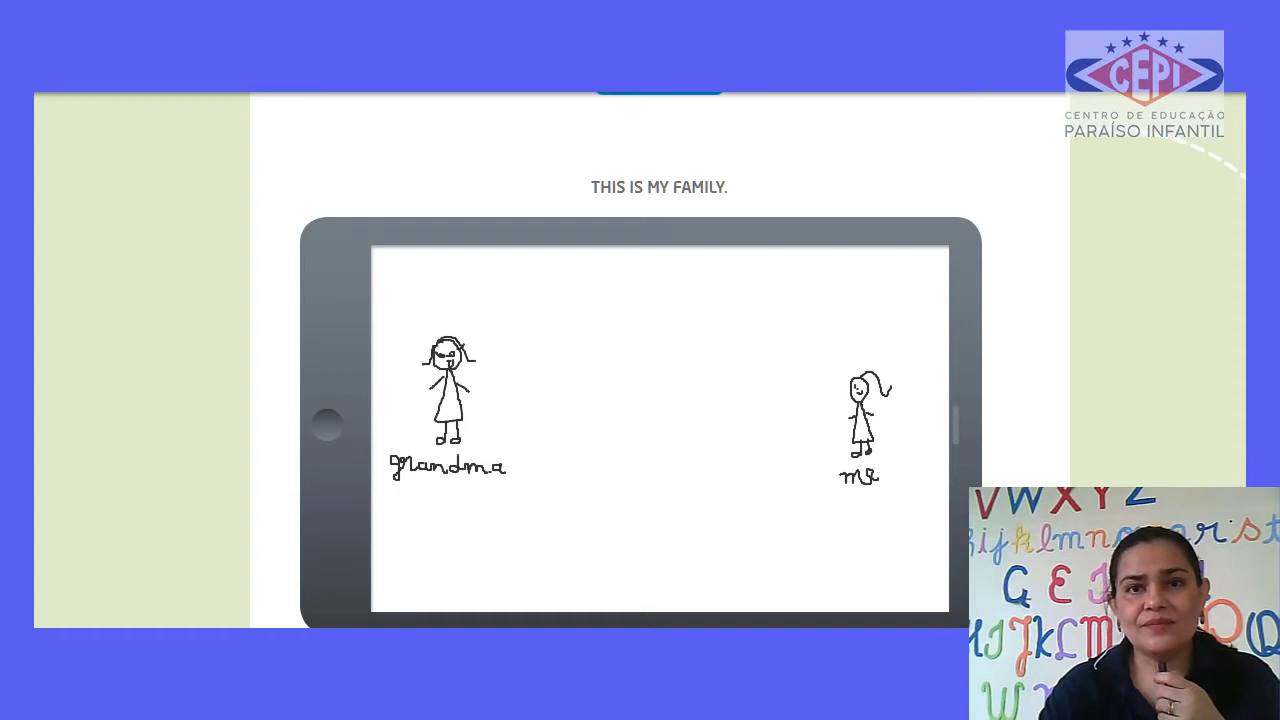 CEPI
CENTRO DE EDUCAÇÃO
PARAÍSO INFANTIL
THIS IS MY FAMILY.
grandma
me
V W X Y Z
h i j k l m n o r s t
G E
H I J K L M Q
W